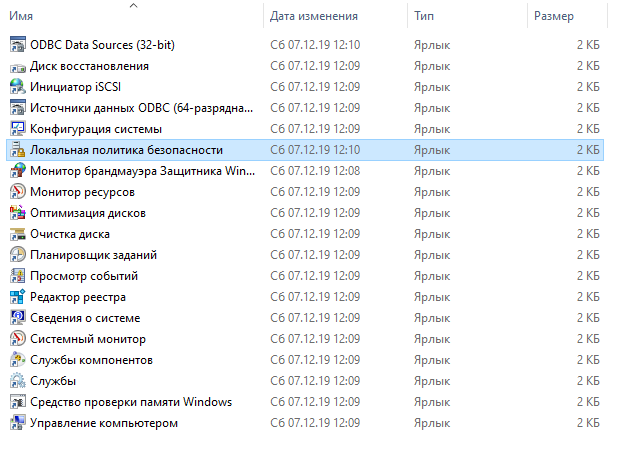 Имя Дата изменения Тип Размер
ODBC Data Sources (32-bit) Сб 07.12.19 12:10 Ярлык 2 КБ
Диск восстановления Сб 07.12.19 12:09 Ярлык 2 КБ
Инициатор iSCSI Сб 07.12.19 12:09 Ярлык 2 КБ
Источники данных ODBC (64-разрядна... Сб 07.12.19 12:09 Ярлык 2 КБ
Конфигурация системы Сб 07.12.19 12:09 Ярлык 2 КБ
Локальная политика безопасности Сб 07.12.19 12:10 Ярлык 2 КБ
Монитор брандмауэра Защитника Win... Сб 07.12.19 12:08 Ярлык 2 КБ
Монитор ресурсов Сб 07.12.19 12:09 Ярлык 2 КБ
Оптимизация дисков Сб 07.12.19 12:09 Ярлык 2 КБ
Очистка диска Сб 07.12.19 12:09 Ярлык 2 КБ
Планировщик заданий Сб 07.12.19 12:09 Ярлык 2 КБ
Просмотр событий Сб 07.12.19 12:09 Ярлык 2 КБ
Редактор реестра Сб 07.12.19 12:09 Ярлык 2 КБ
Сведения о системе Сб 07.12.19 12:09 Ярлык 2 КБ
Системный монитор Сб 07.12.19 12:09 Ярлык 2 КБ
Службы компонентов Сб 07.12.19 12:09 Ярлык 2 КБ
Службы Сб 07.12.19 12:09 Ярлык 2 КБ
Средство проверки памяти Windows Сб 07.12.19 12:09 Ярлык 2 КБ
Управление компьютером Сб 07.12.19 12:09 Ярлык 2 КБ